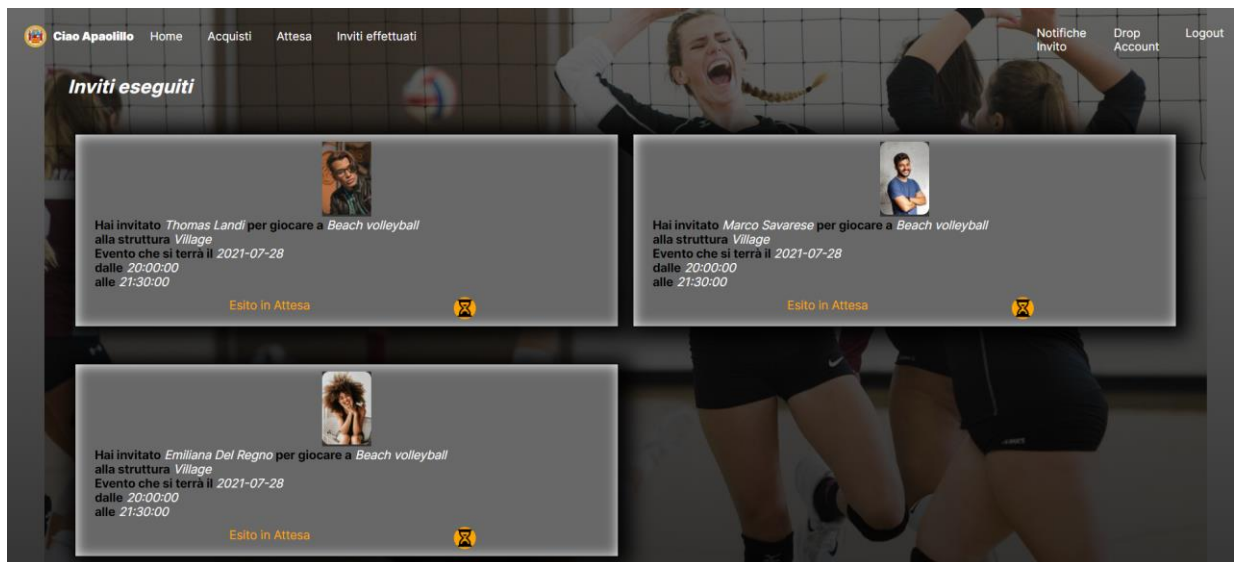 Ciao Apaolillo Home Acquisti Attesa Inviti effettuati
Notifiche Invito Drop Account Logout
Inviti eseguiti
Hai invitato Thomas Landi per giocare a Beach volleyball
alla struttura Village
Evento che si terrà il 2021-07-28
dalle 20:00:00
alle 21:30:00
Esito in Attesa
Hai invitato Marco Savarese per giocare a Beach volleyball
alla struttura Village
Evento che si terrà il 2021-07-28
dalle 20:00:00
alle 21:30:00
Esito in Attesa
Hai invitato Emiliana Del Regno per giocare a Beach volleyball
alla struttura Village
Evento che si terrà il 2021-07-28
dalle 20:00:00
alle 21:30:00
Esito in Attesa